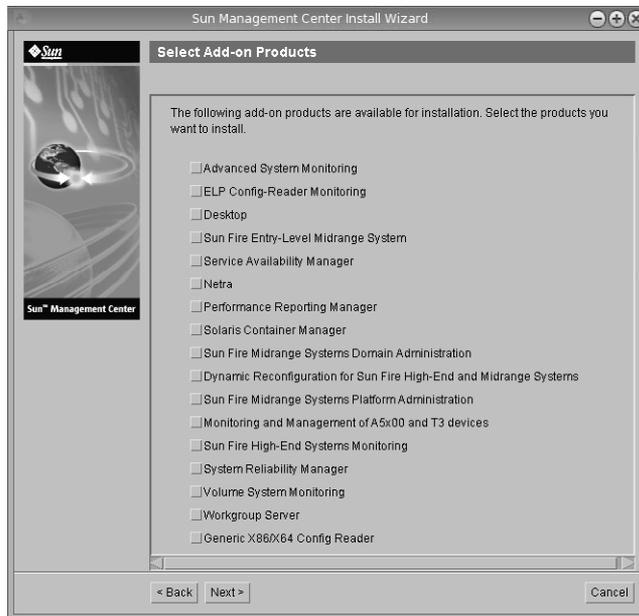 Sun Management Center Install Wizard
Sun
Select Add-on Products
The following add-on products are available for installation. Select the products you
want to install.
Advanced System Monitoring
ELP Config-Reader Monitoring
Desktop
Sun Fire Entry-Level Midrange System
Service Availability Manager
Netra
Performance Reporting Manager
Solaris Container Manager
Sun Fire Midrange Systems Domain Administration
Dynamic Reconfiguration for Sun Fire High-End and Midrange Systems
Sun Fire Midrange Systems Platform Administration
Monitoring and Management of A5x00 and T3 devices
Sun Fire High-End Systems Monitoring
System Reliability Manager
Volume System Monitoring
Workgroup Server
Generic X86/X64 Config Reader
Sun™ Management Center
< Back Next > Cancel